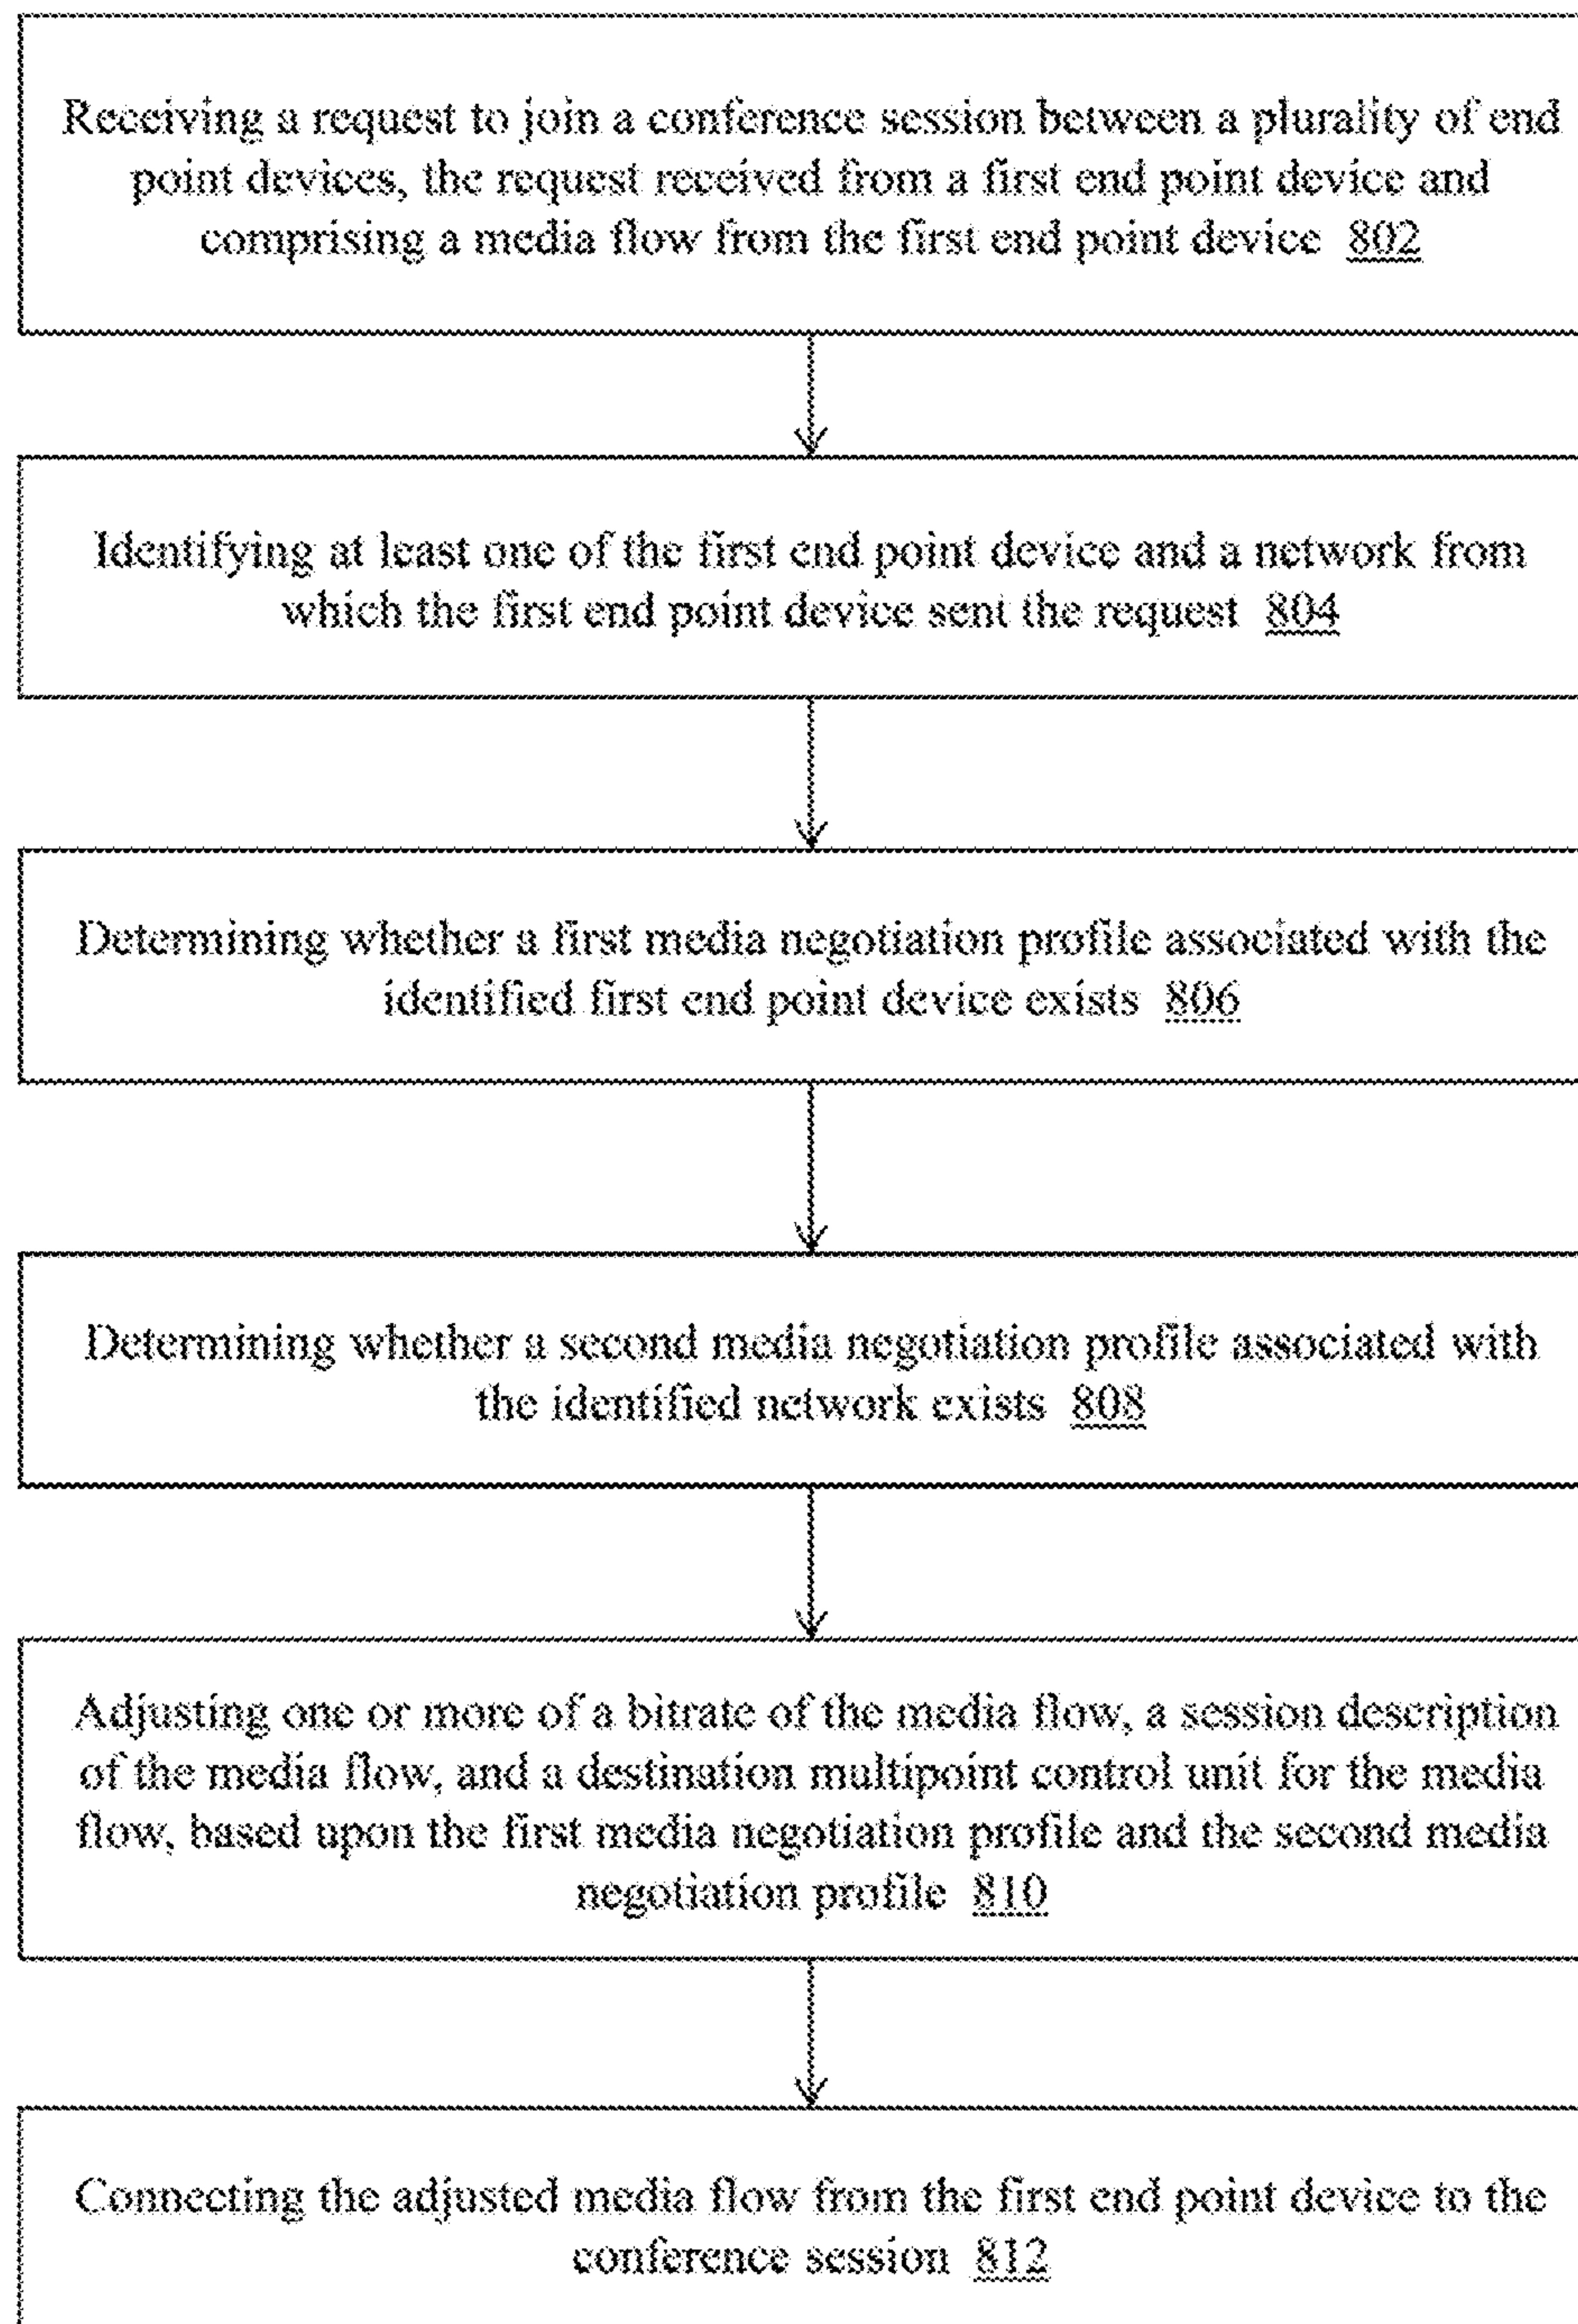 Receiving a request to join a conference session between a plurality of end
point devices, the request received from a first end point device and
comprising a media flow from the first end point device 802
Identifying at least one of the first end point device and a network from
which the first end point device sent the request 804
Determining whether a first media negotiation profile associated with the
identified first end point device exists 806
Determining whether a second media negotiation profile associated with
the identified network exists 808
Adjusting one or more of a bitrate of the media flow, a session description
of the media flow, and a destination multipoint control unit for the media
flow, based upon the first media negotiation profile and the second media
negotiation profile 810
Connecting the adjusted media flow from the first end point device to the
conference session 812